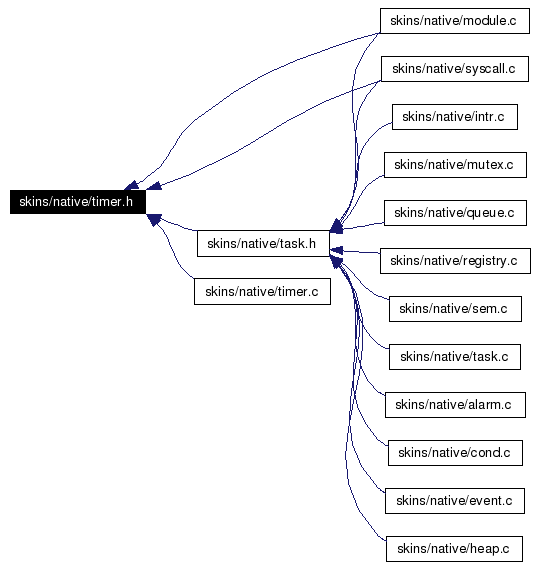 skins/native/module.c
skins/native/syscall.c
skins/native/intr.c
skins/native/mutex.c
skins/native/timer.h
skins/native/queue.c
skins/native/task.h
skins/native/registry.c
skins/native/timer.c
skins/native/sem.c
skins/native/task.c
skins/native/alarm.c
skins/native/cond.c
skins/native/event.c
skins/native/heap.c